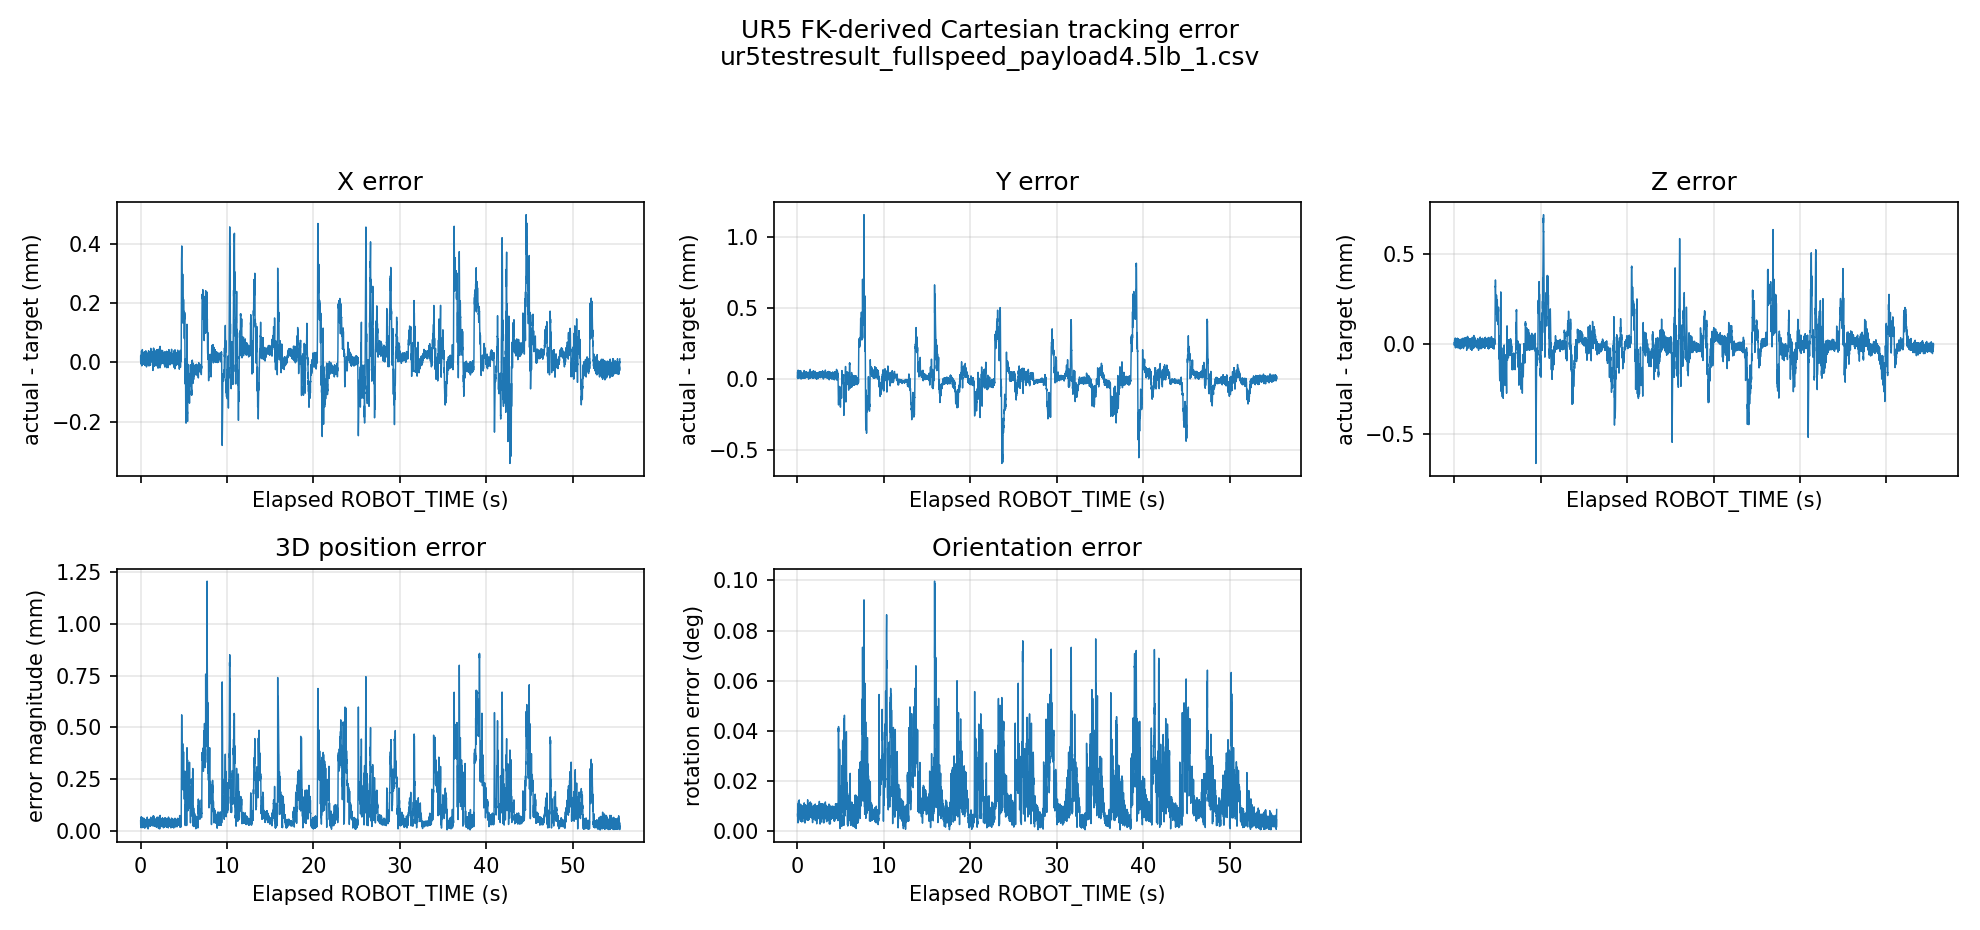 UR5 FK-derived Cartesian tracking error
ur5testresult_fullspeed_payload4.5lb_1.csv
X error
actual - target (mm)
0.4
0.2
0.0
−0.2
Elapsed ROBOT_TIME (s)
Y error
actual - target (mm)
1.0
0.5
0.0
−0.5
Elapsed ROBOT_TIME (s)
Z error
actual - target (mm)
0.5
0.0
−0.5
Elapsed ROBOT_TIME (s)
3D position error
error magnitude (mm)
1.25
1.00
0.75
0.50
0.25
0.00
0 10 20 30 40 50
Elapsed ROBOT_TIME (s)
Orientation error
rotation error (deg)
0.10
0.08
0.06
0.04
0.02
0.00
0 10 20 30 40 50
Elapsed ROBOT_TIME (s)